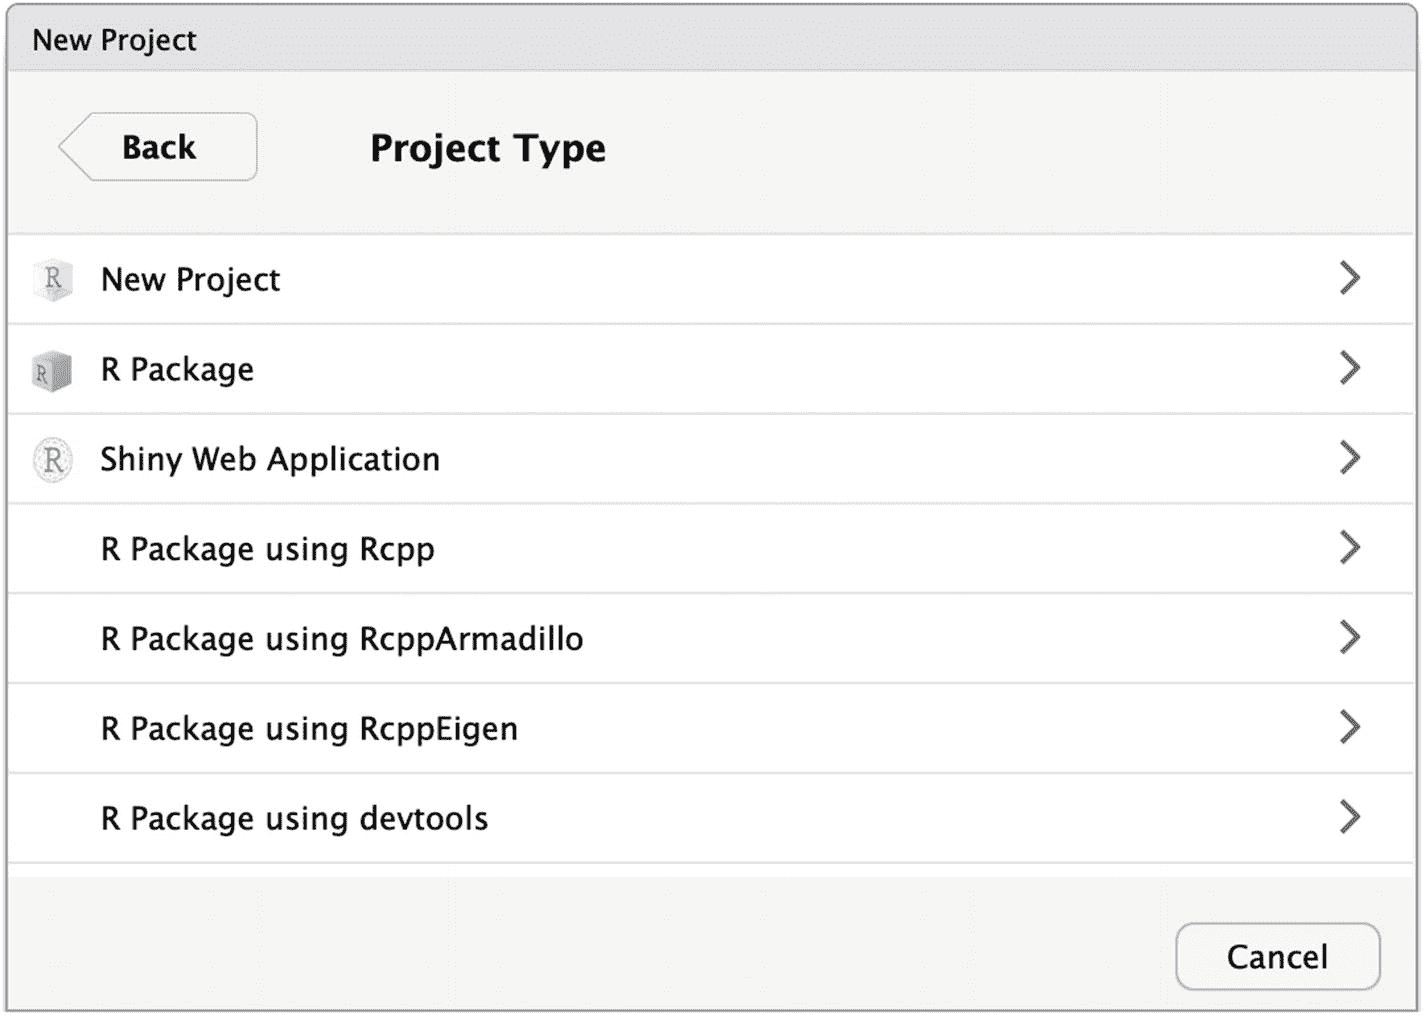 New Project
Back
Project Type
R New Project
R R Package
R Shiny Web Application
R Package using Rcpp
R Package using RcppArmadillo
R Package using RcppEigen
R Package using devtools
Cancel